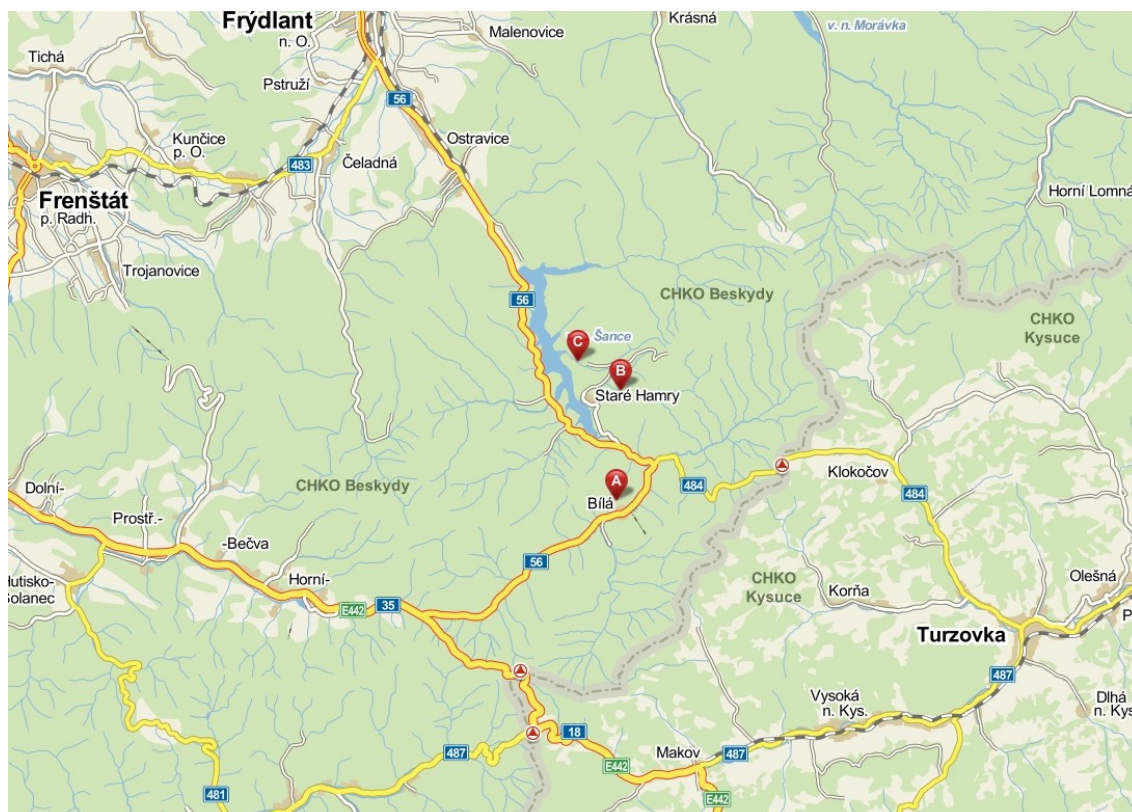 Frýdlant
n. O.
Krásná
v. n. Morávka
Malenovice
Tichá
Pstruží
56
Ostravice
Kunčice
p. O.
483
Čeladná
Frenštát
p. Radh.
Horní Lomná
Trojanovice
CHKO Beskydy
56
CHKO
Kysuce
Šance
C
B
Staré Hamry
A
Bílá
484
Klokočov
484
CHKO Beskydy
Dolní-
Prostř.-
-Bečva
56
CHKO
Kysuce
Olešná
Horní-
Korňa
E442
35
Turzovka
487
Vysoká
n. Kys.
Dlhá
n. Kys
18
487
Makov
487
E442
481
E442